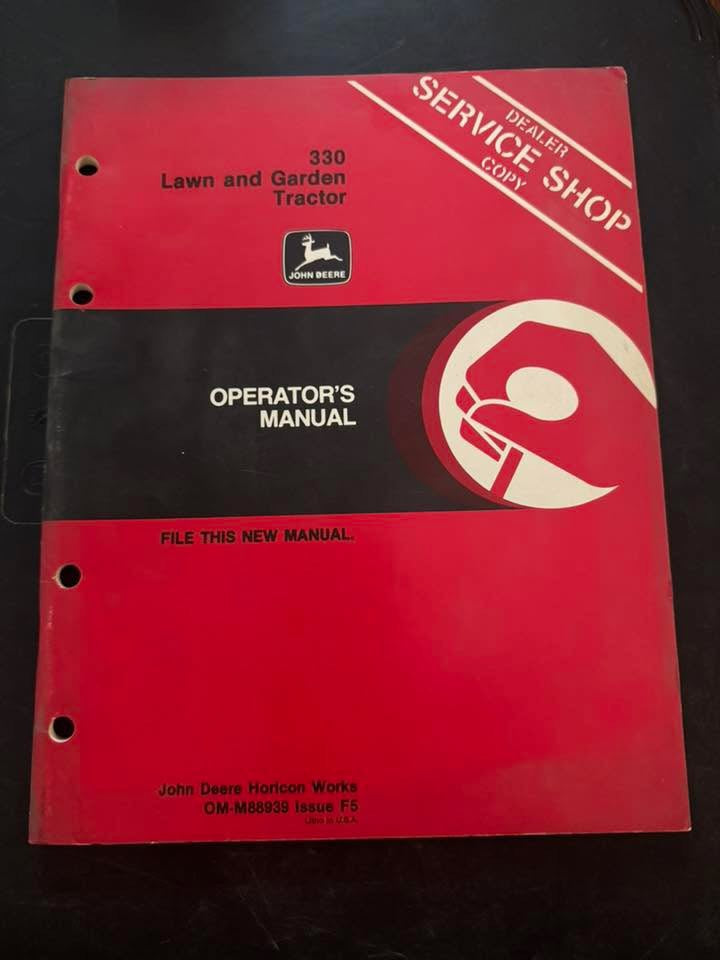 DEALER
SERVICE SHOP
COPY
330
Lawn and Garden
Tractor
JOHN DEERE
OPERATOR'S
MANUAL
FILE THIS NEW MANUAL.
John Deere Horicon Works
OM-M88939 Issue F5
Litho in U.S.A.